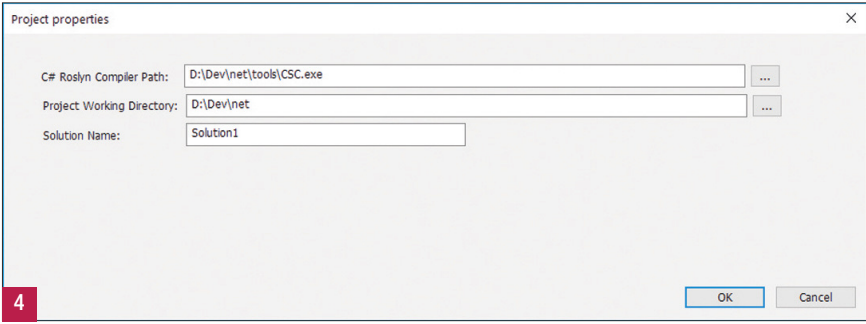 Project properties
C# Roslyn Compiler Path: D:\Dev\net\tools\CSC.exe ...
Project Working Directory: D:\Dev\net ...
Solution Name: Solution1
OK Cancel
4